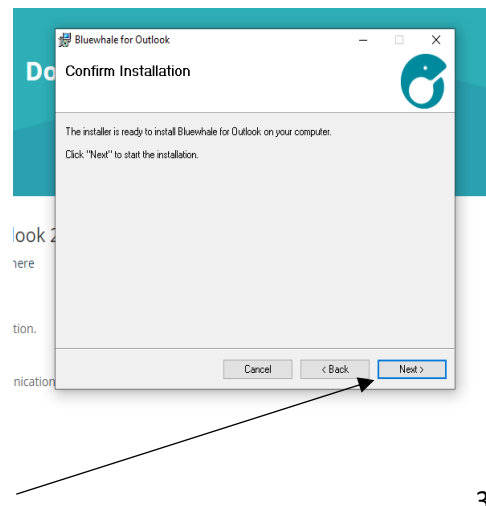 Bluewhale for Outlook
Do
Confirm Installation
The installer is ready to install Bluewhale for Outlook on your computer.
Click "Next" to start the installation.
look 2
here
tion.
nication
Cancel
< Back
Next >
3